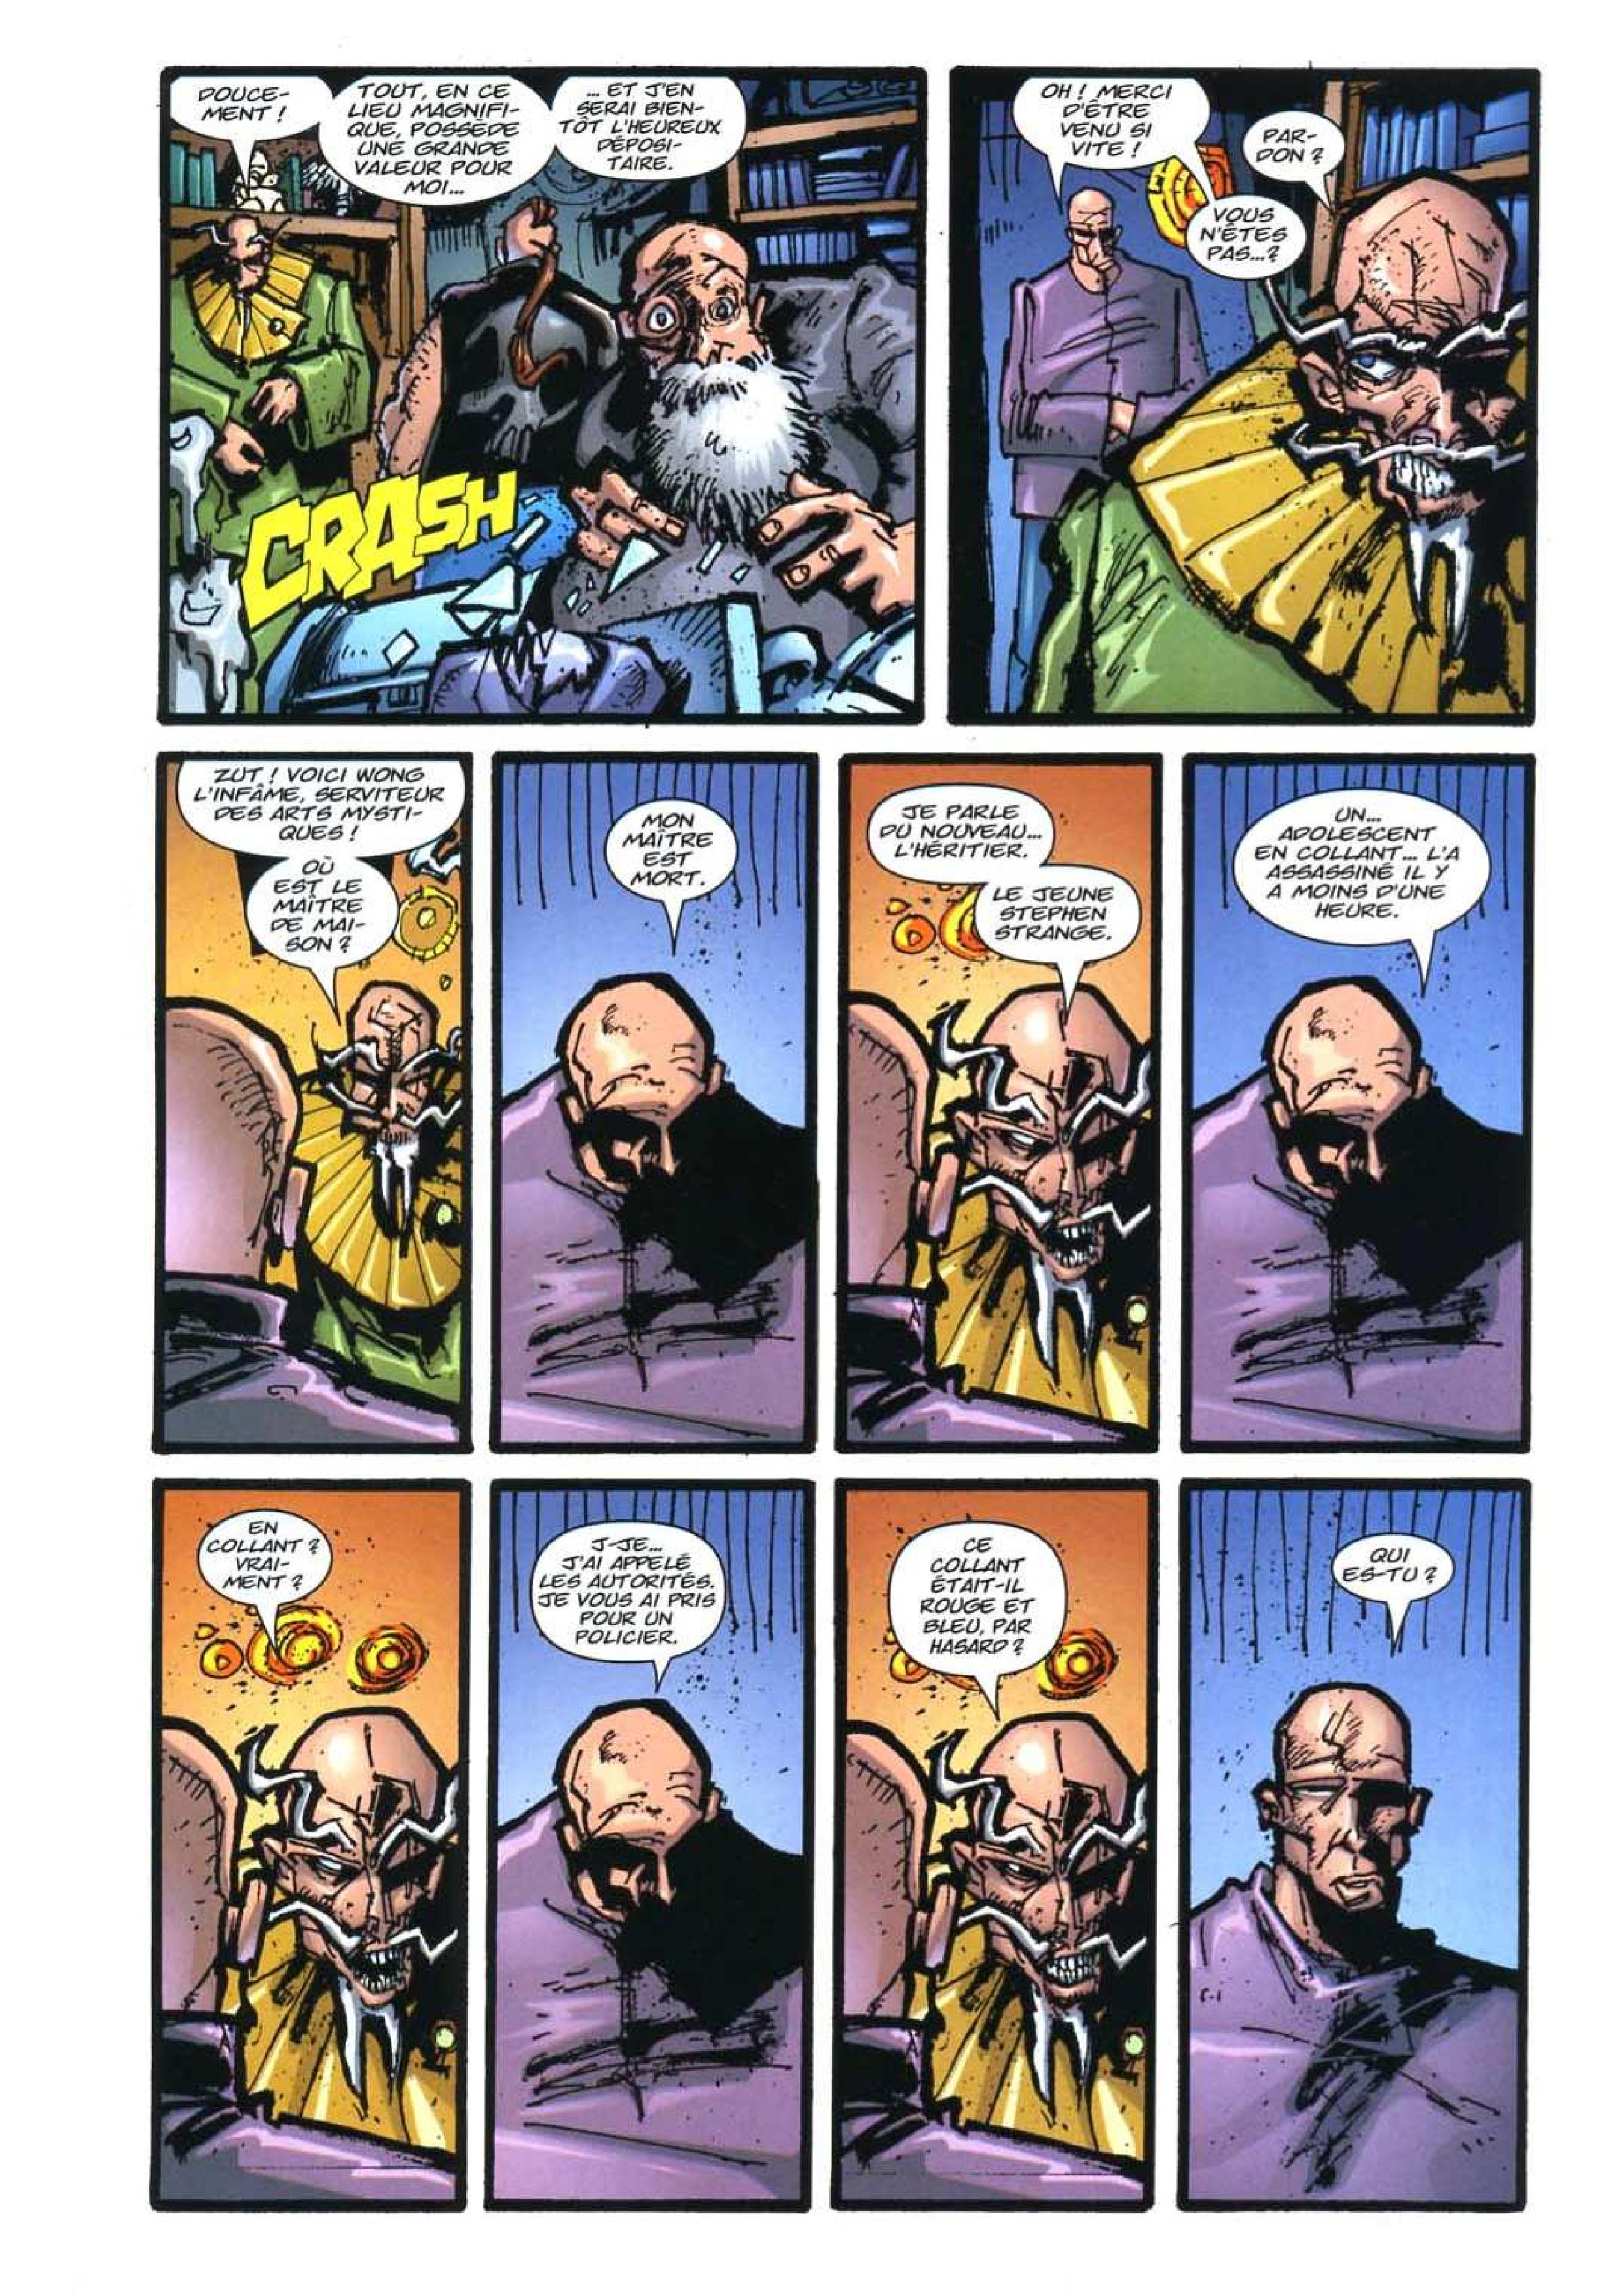 DOUCE-
MENT !
TOUT, EN CE
LIEU MAGNIFI-
QUE, POSSÈDE
UNE GRANDE
VALEUR POUR
MOI...
... ET J'EN
SERAI BIEN-
TÔT L'HEUREUX
DÉPOSI-
TAIRE.
CRASH
OH ! MERCI
D'ÊTRE
VENU SI
VITE !
PAR-
DON ?
VOUS
N'ÊTES
PAS...?
ZUT ! VOICI WONG
L'INFÂME, SERVITEUR
DES ARTS MYSTI-
QUES !
OÙ
EST LE
MAÎTRE
DE MAI-
SON ?
MON
MAÎTRE
EST
MORT.
JE PARLE
DU NOUVEAU...
L'HÉRITIER.
LE JEUNE
STEPHEN
STRANGE.
UN...
ADOLESCENT
EN COLLANT... L'A
ASSASSINÉ IL Y
A MOINS D'UNE
HEURE.
EN
COLLANT ?
VRAI-
MENT ?
J-JE...
J'AI APPELÉ
LES AUTORITÉS.
JE VOUS AI PRIS
POUR UN
POLICIER.
CE
COLLANT
ÉTAIT-IL
ROUGE ET
BLEU, PAR
HASARD ?
QUI
ES-TU ?